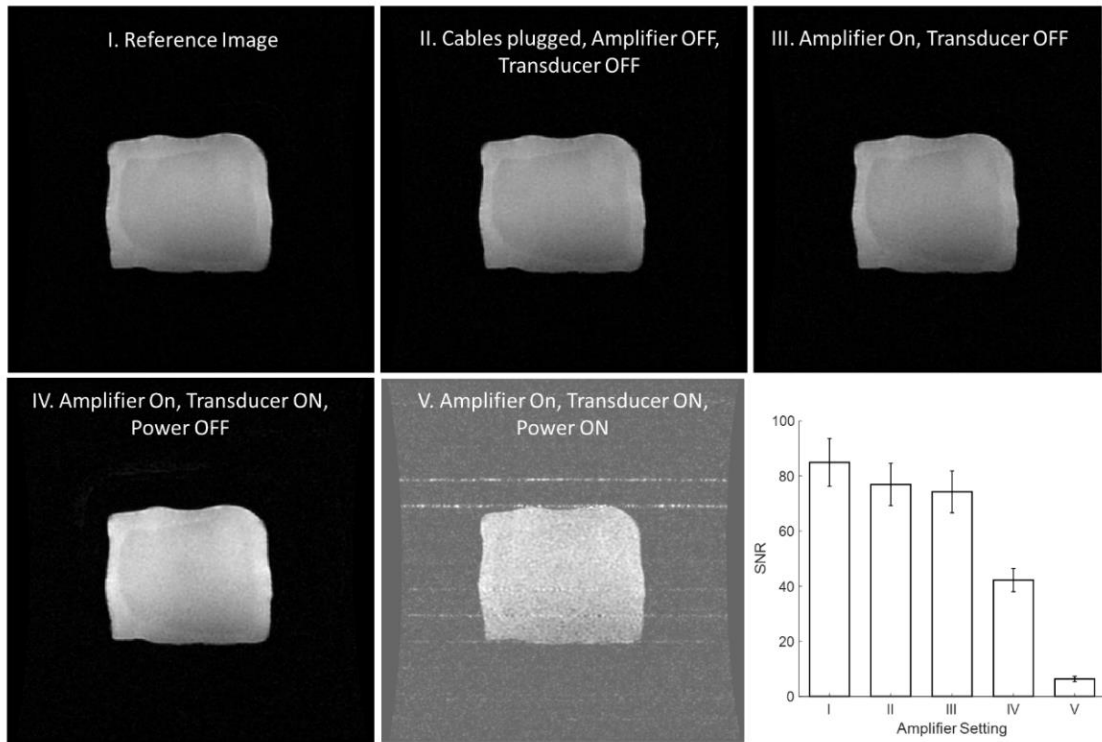 I. Reference Image
II. Cables plugged, Amplifier OFF,
Transducer OFF
III. Amplifier On, Transducer OFF
IV. Amplifier On, Transducer ON,
Power OFF
V. Amplifier On, Transducer ON,
Power ON
100
80
60
40
20
0
SNR
I II III IV V
Amplifier Setting